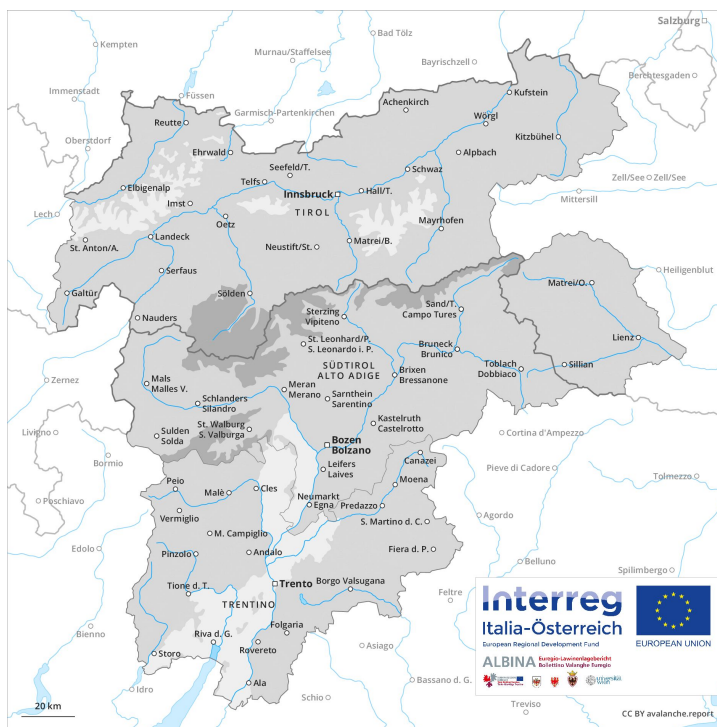 Salzburg
Kempten
Bad Tölz
Murnau/Staffelsee
Bayrischzell
Berchtesgaden
Immenstadt
Füssen
Garmisch-Partenkirchen
Achenkirch
Kufstein
Reutte
Wörgl
Oberstdorf
Ehrwald
Kitzbühel
Alpbach
Seefeld/T.
Schwaz
Telfs
Zell/See
Zell/See
Elbigenalp
Innsbruck
Hall/T.
Mittersill
Imst
TIROL
Lech
Oetz
Mayrhofen
Landeck
Matrei/B.
St. Anton/A.
Neustift/St.
Serfaus
Heiligenblut
Galtür
Sölden
Matrei/O.
Nauders
Sterzing
Vipiteno
Sand/T.
Campo Tures
St. Leonhard/P.
S. Leonardo i. P.
Lienz
Bruneck
Brunico
SÜDTIROL
ALTO ADIGE
Toblach
Dobbiaco
Sillian
Zernez
Mals
Malles V.
Meran
Merano
Brixen
Bressanone
Schlanders
Silandro
Sarnthein
Sarentino
St. Walburg
S. Valburga
Kastelruth
Castelrotto
Livigno
Sulden
Solda
Cortina d'Ampezzo
Bozen
Bolzano
Bormio
Canazei
Leifers
Laives
Pieve di Cadore
Tolmezzo
Peio
Malè
Cles
Moena
Poschiavo
Neumarkt
Egna
Predazzo
Vermiglio
S. Martino d. C.
Agordo
M. Campiglio
Edolo
Pinzolo
Andalo
Fiera d. P.
Belluno
Spilimbergo
Tione d. T.
Trento
Borgo Valsugana
Feltre
TRENTINO
Bienno
Folgaria
Riva d. G.
Rovereto
Storo
Asiago
Idro
Ala
Bassano d. G.
Schio
Treviso
20 km
Interreg
Italia-Österreich
European Regional Development Fund
EUROPEAN UNION
ALBINA
Euregio-Lawinenlagebericht
Bollettino Valanghe Euregio
universität
wien
CC BY avalanche.report